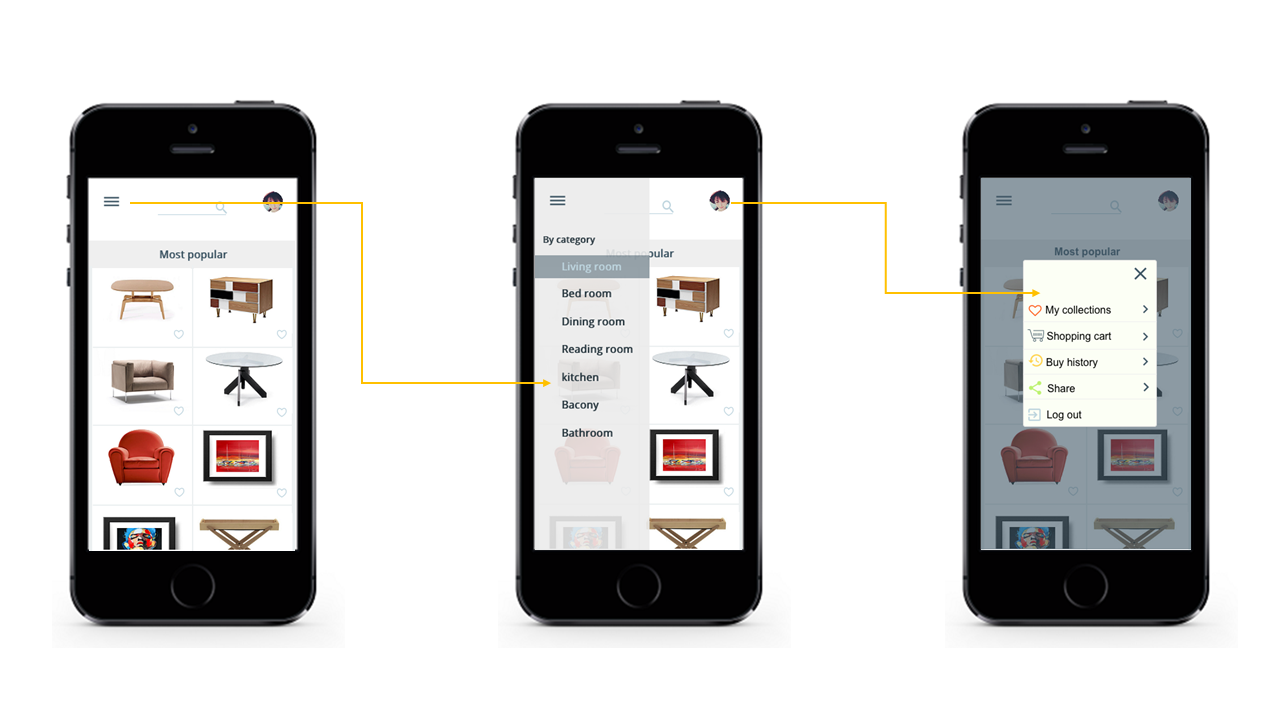 Most popular
By category
Most popular
Living room
Bed room
Dining room
Reading room
kitchen
Bacony
Bathroom
Most popular
My collections
Shopping cart
Buy history
Share
Log out